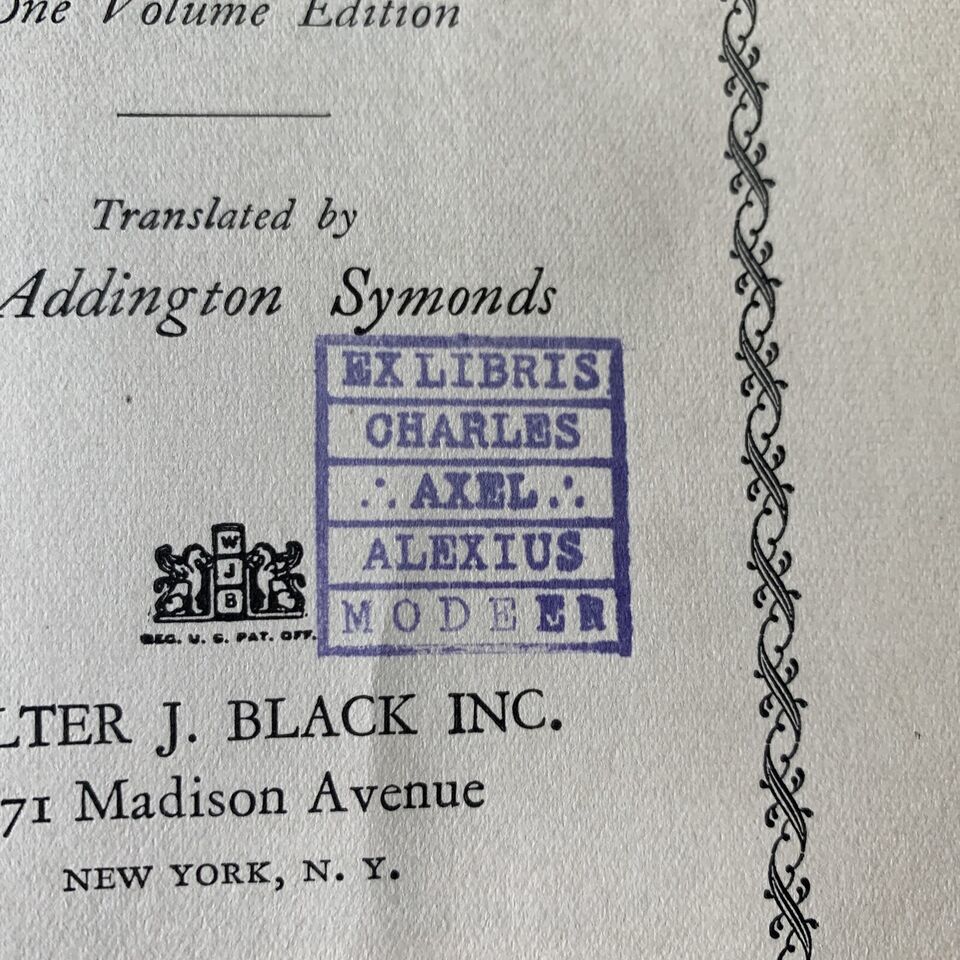 One Volume Edition
Translated by
Addington Symonds
EX LIBRIS
CHARLES
∴ AXEL ∴
ALEXIUS
MODEER
W
J
B
REG. U. S. PAT. OFF.
LTER J. BLACK INC.
71 Madison Avenue
NEW YORK, N. Y.